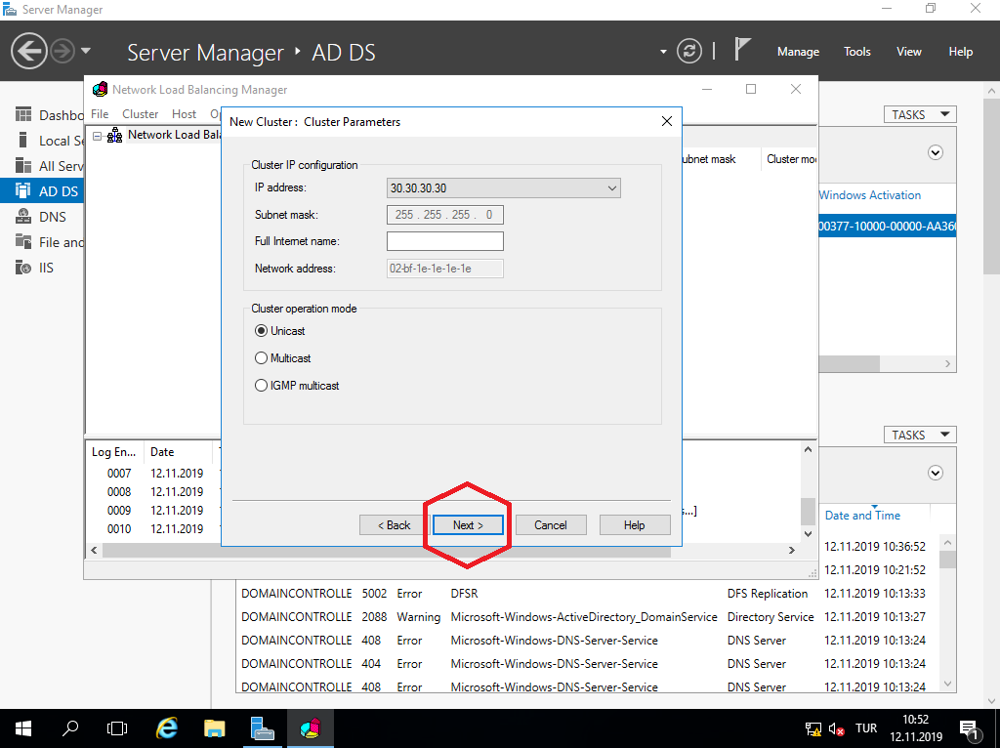 Server Manager
Server Manager • AD DS
Manage Tools View Help
Network Load Balancing Manager
File Cluster Host
Network Load
New Cluster : Cluster Parameters
Cluster IP configuration
IP address: 30.30.30.30
Subnet mask: 255 . 255 . 255 . 0
Full Internet name:
Network address: 02-bf-1e-1e-1e-1e
Cluster operation mode
Unicast
Multicast
IGMP multicast
< Back Next > Cancel Help
Dashbo
Local Se
All Serv
AD DS
DNS
File and
IIS
ubnet mask Cluster mo
TASKS
Windows Activation
00377-10000-00000-AA36
TASKS
Log En... Date
0007 12.11.2019
0008 12.11.2019
0009 12.11.2019 s...]
0010 12.11.2019
Date and Time
12.11.2019 10:36:52
12.11.2019 10:21:52
DOMAINCONTROLLE 5002 Error DFSR DFS Replication 12.11.2019 10:13:33
DOMAINCONTROLLE 2088 Warning Microsoft-Windows-ActiveDirectory_DomainService Directory Service 12.11.2019 10:13:27
DOMAINCONTROLLE 408 Error Microsoft-Windows-DNS-Server-Service DNS Server 12.11.2019 10:13:24
DOMAINCONTROLLE 404 Error Microsoft-Windows-DNS-Server-Service DNS Server 12.11.2019 10:13:24
DOMAINCONTROLLE 408 Error Microsoft-Windows-DNS-Server-Service DNS Server 12.11.2019 10:13:24
TUR
10:52
12.11.2019
1